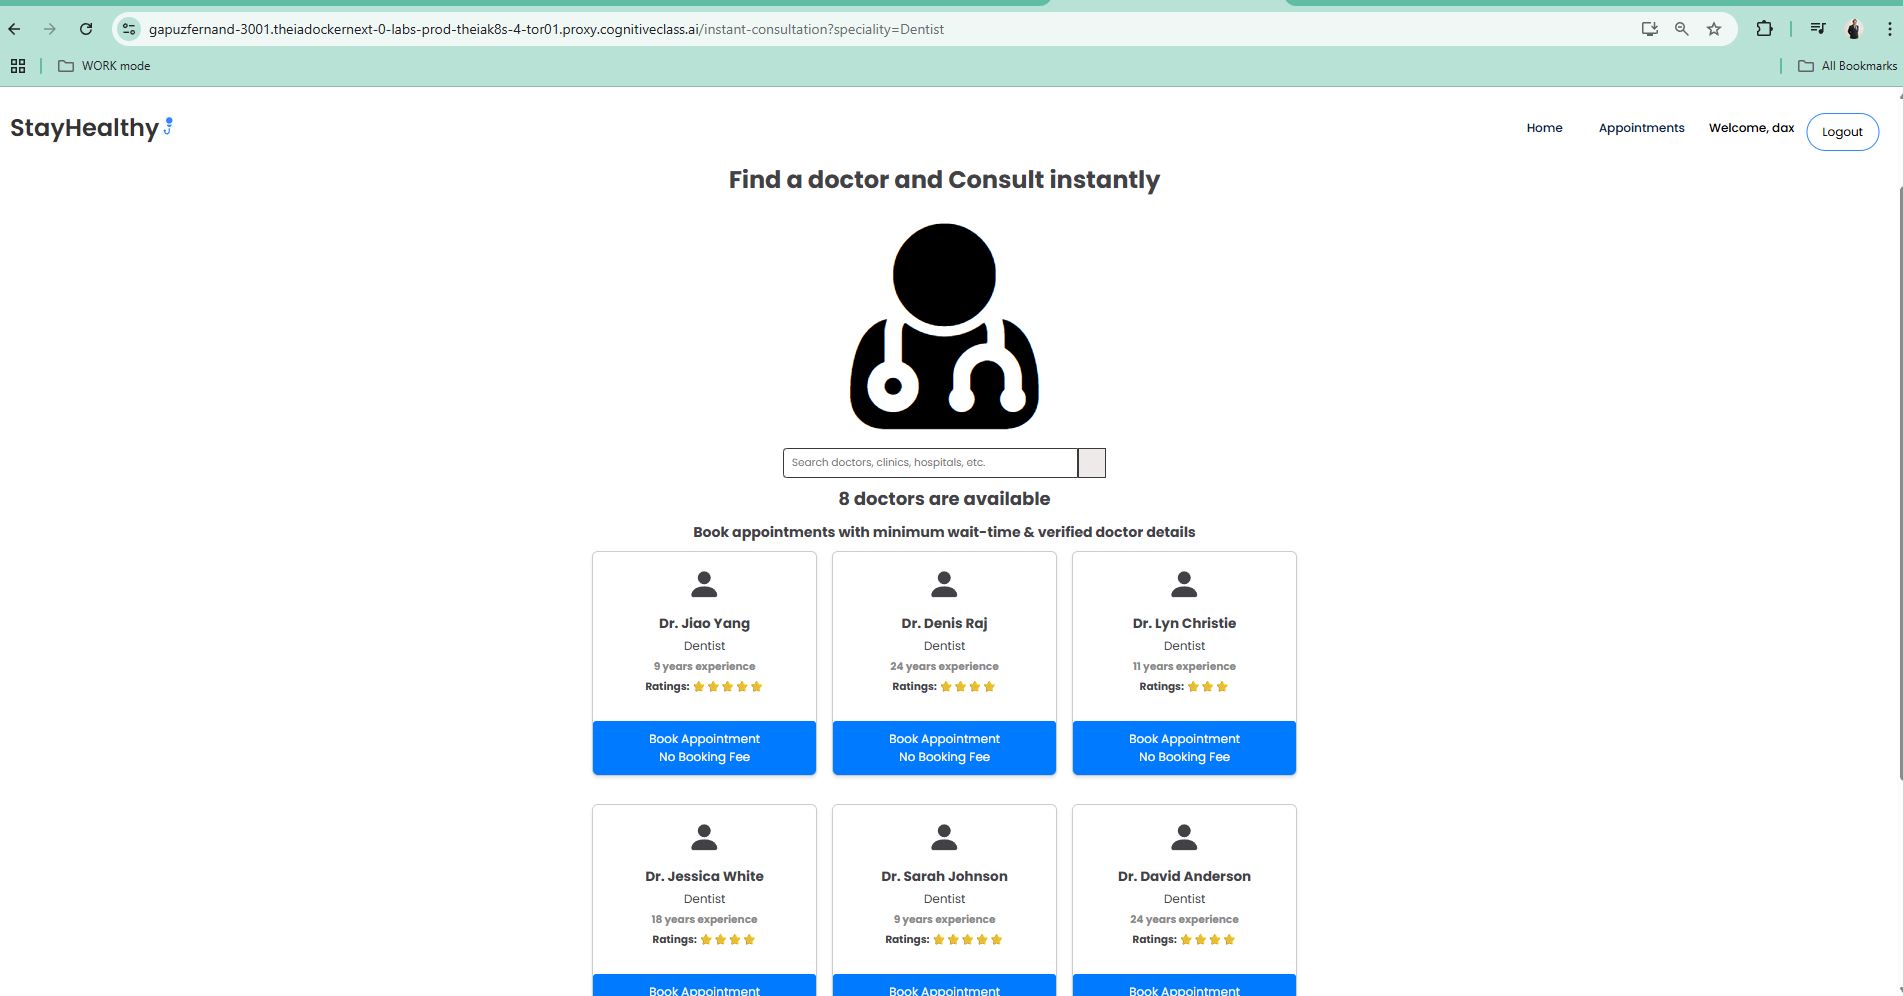 gapuzfernand-3001.theiadockernext-0-labs-prod-theiak8s-4-tor01.proxy.cognitiveclass.ai/instant-consultation?speciality=Dentist
WORK mode
All Bookmarks
StayHealthy
Home
Appointments
Welcome, dax
Logout
Find a doctor and Consult instantly
Search doctors, clinics, hospitals, etc.
8 doctors are available
Book appointments with minimum wait-time & verified doctor details
Dr. Jiao Yang
Dentist
9 years experience
Ratings:
Book Appointment
No Booking Fee
Dr. Denis Raj
Dentist
24 years experience
Ratings:
Book Appointment
No Booking Fee
Dr. Lyn Christie
Dentist
11 years experience
Ratings:
Book Appointment
No Booking Fee
Dr. Jessica White
Dentist
18 years experience
Ratings:
Book Appointment
Dr. Sarah Johnson
Dentist
9 years experience
Ratings:
Book Appointment
Dr. David Anderson
Dentist
24 years experience
Ratings:
Book Appointment